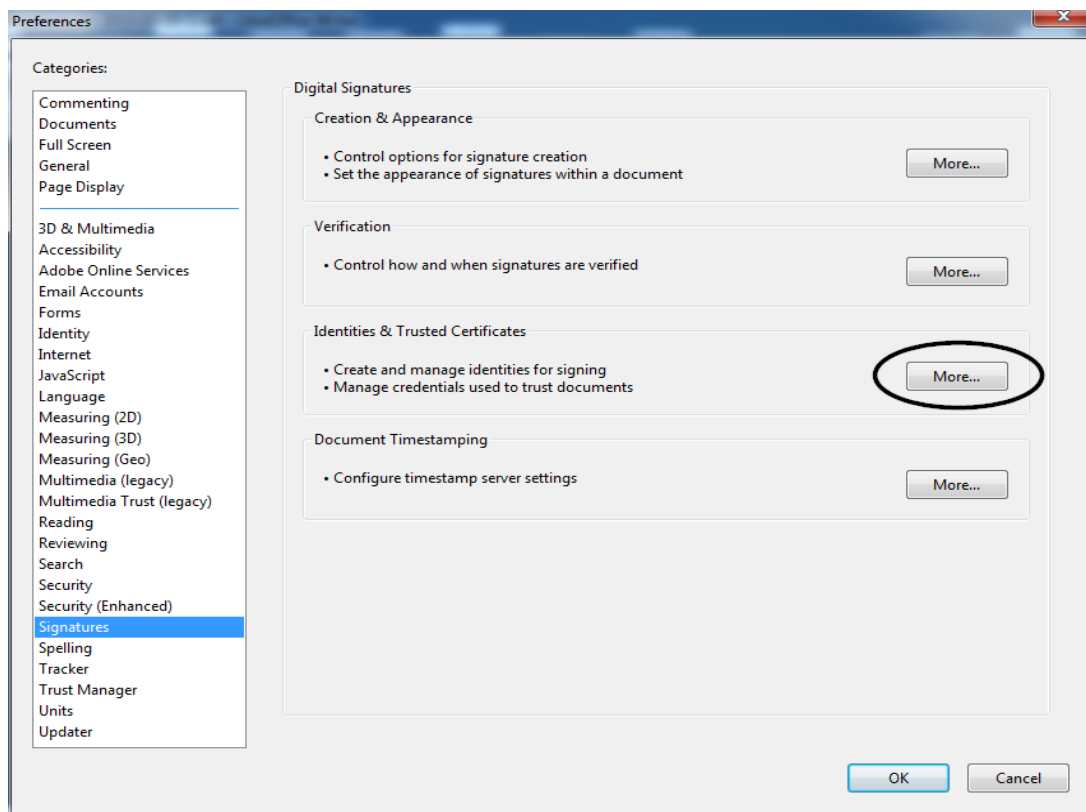 Preferences
Categories:
Commenting
Documents
Full Screen
General
Page Display
3D & Multimedia
Accessibility
Adobe Online Services
Email Accounts
Forms
Identity
Internet
JavaScript
Language
Measuring (2D)
Measuring (3D)
Measuring (Geo)
Multimedia (legacy)
Multimedia Trust (legacy)
Reading
Reviewing
Search
Security
Security (Enhanced)
Signatures
Spelling
Tracker
Trust Manager
Units
Updater
Digital Signatures
Creation & Appearance
• Control options for signature creation
• Set the appearance of signatures within a document
More...
Verification
• Control how and when signatures are verified
More...
Identities & Trusted Certificates
• Create and manage identities for signing
• Manage credentials used to trust documents
More...
Document Timestamping
• Configure timestamp server settings
More...
OK
Cancel